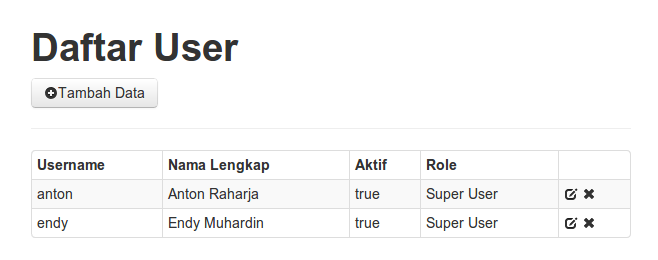 Daftar User
Tambah Data
Username Nama Lengkap Aktif Role
anton Anton Raharja true Super User
endy Endy Muhardin true Super User